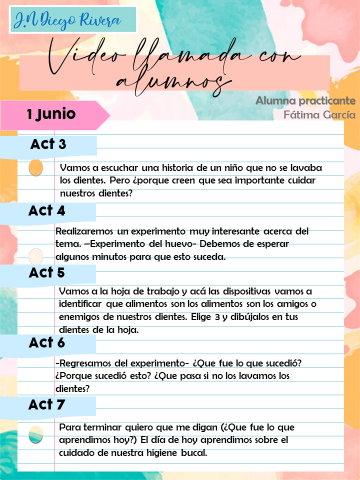 J.N Diego Rivera
Video llamada con
alumnos
Alumna practicante
Fátima García
1 Junio
Act 3
Vamos a escuchar una historia de un niño que no se lavaba
los dientes. Pero ¿porque creen que sea importante cuidar
nuestros dientes?
Act 4
Realizaremos un experimento muy interesante acerca del
tema. –Experimento del huevo- Debemos de esperar
algunos minutos para que esto suceda.
Act 5
Vamos a la hoja de trabajo y acá las dispositivas vamos a
identificar que alimentos son los alimentos son los amigos o
enemigos de nuestros dientes. Elige 3 y dibújalos en tus
dientes de la hoja.
Act 6
-Regresamos del experimento- ¿Que fue lo que sucedió?
¿Porque sucedió esto? ¿Que pasa si no los lavamos los
dientes?
Act 7
Para terminar quiero que me digan (¿Que fue lo que
aprendimos hoy?) El día de hoy aprendimos sobre el
cuidado de nuestra higiene bucal.